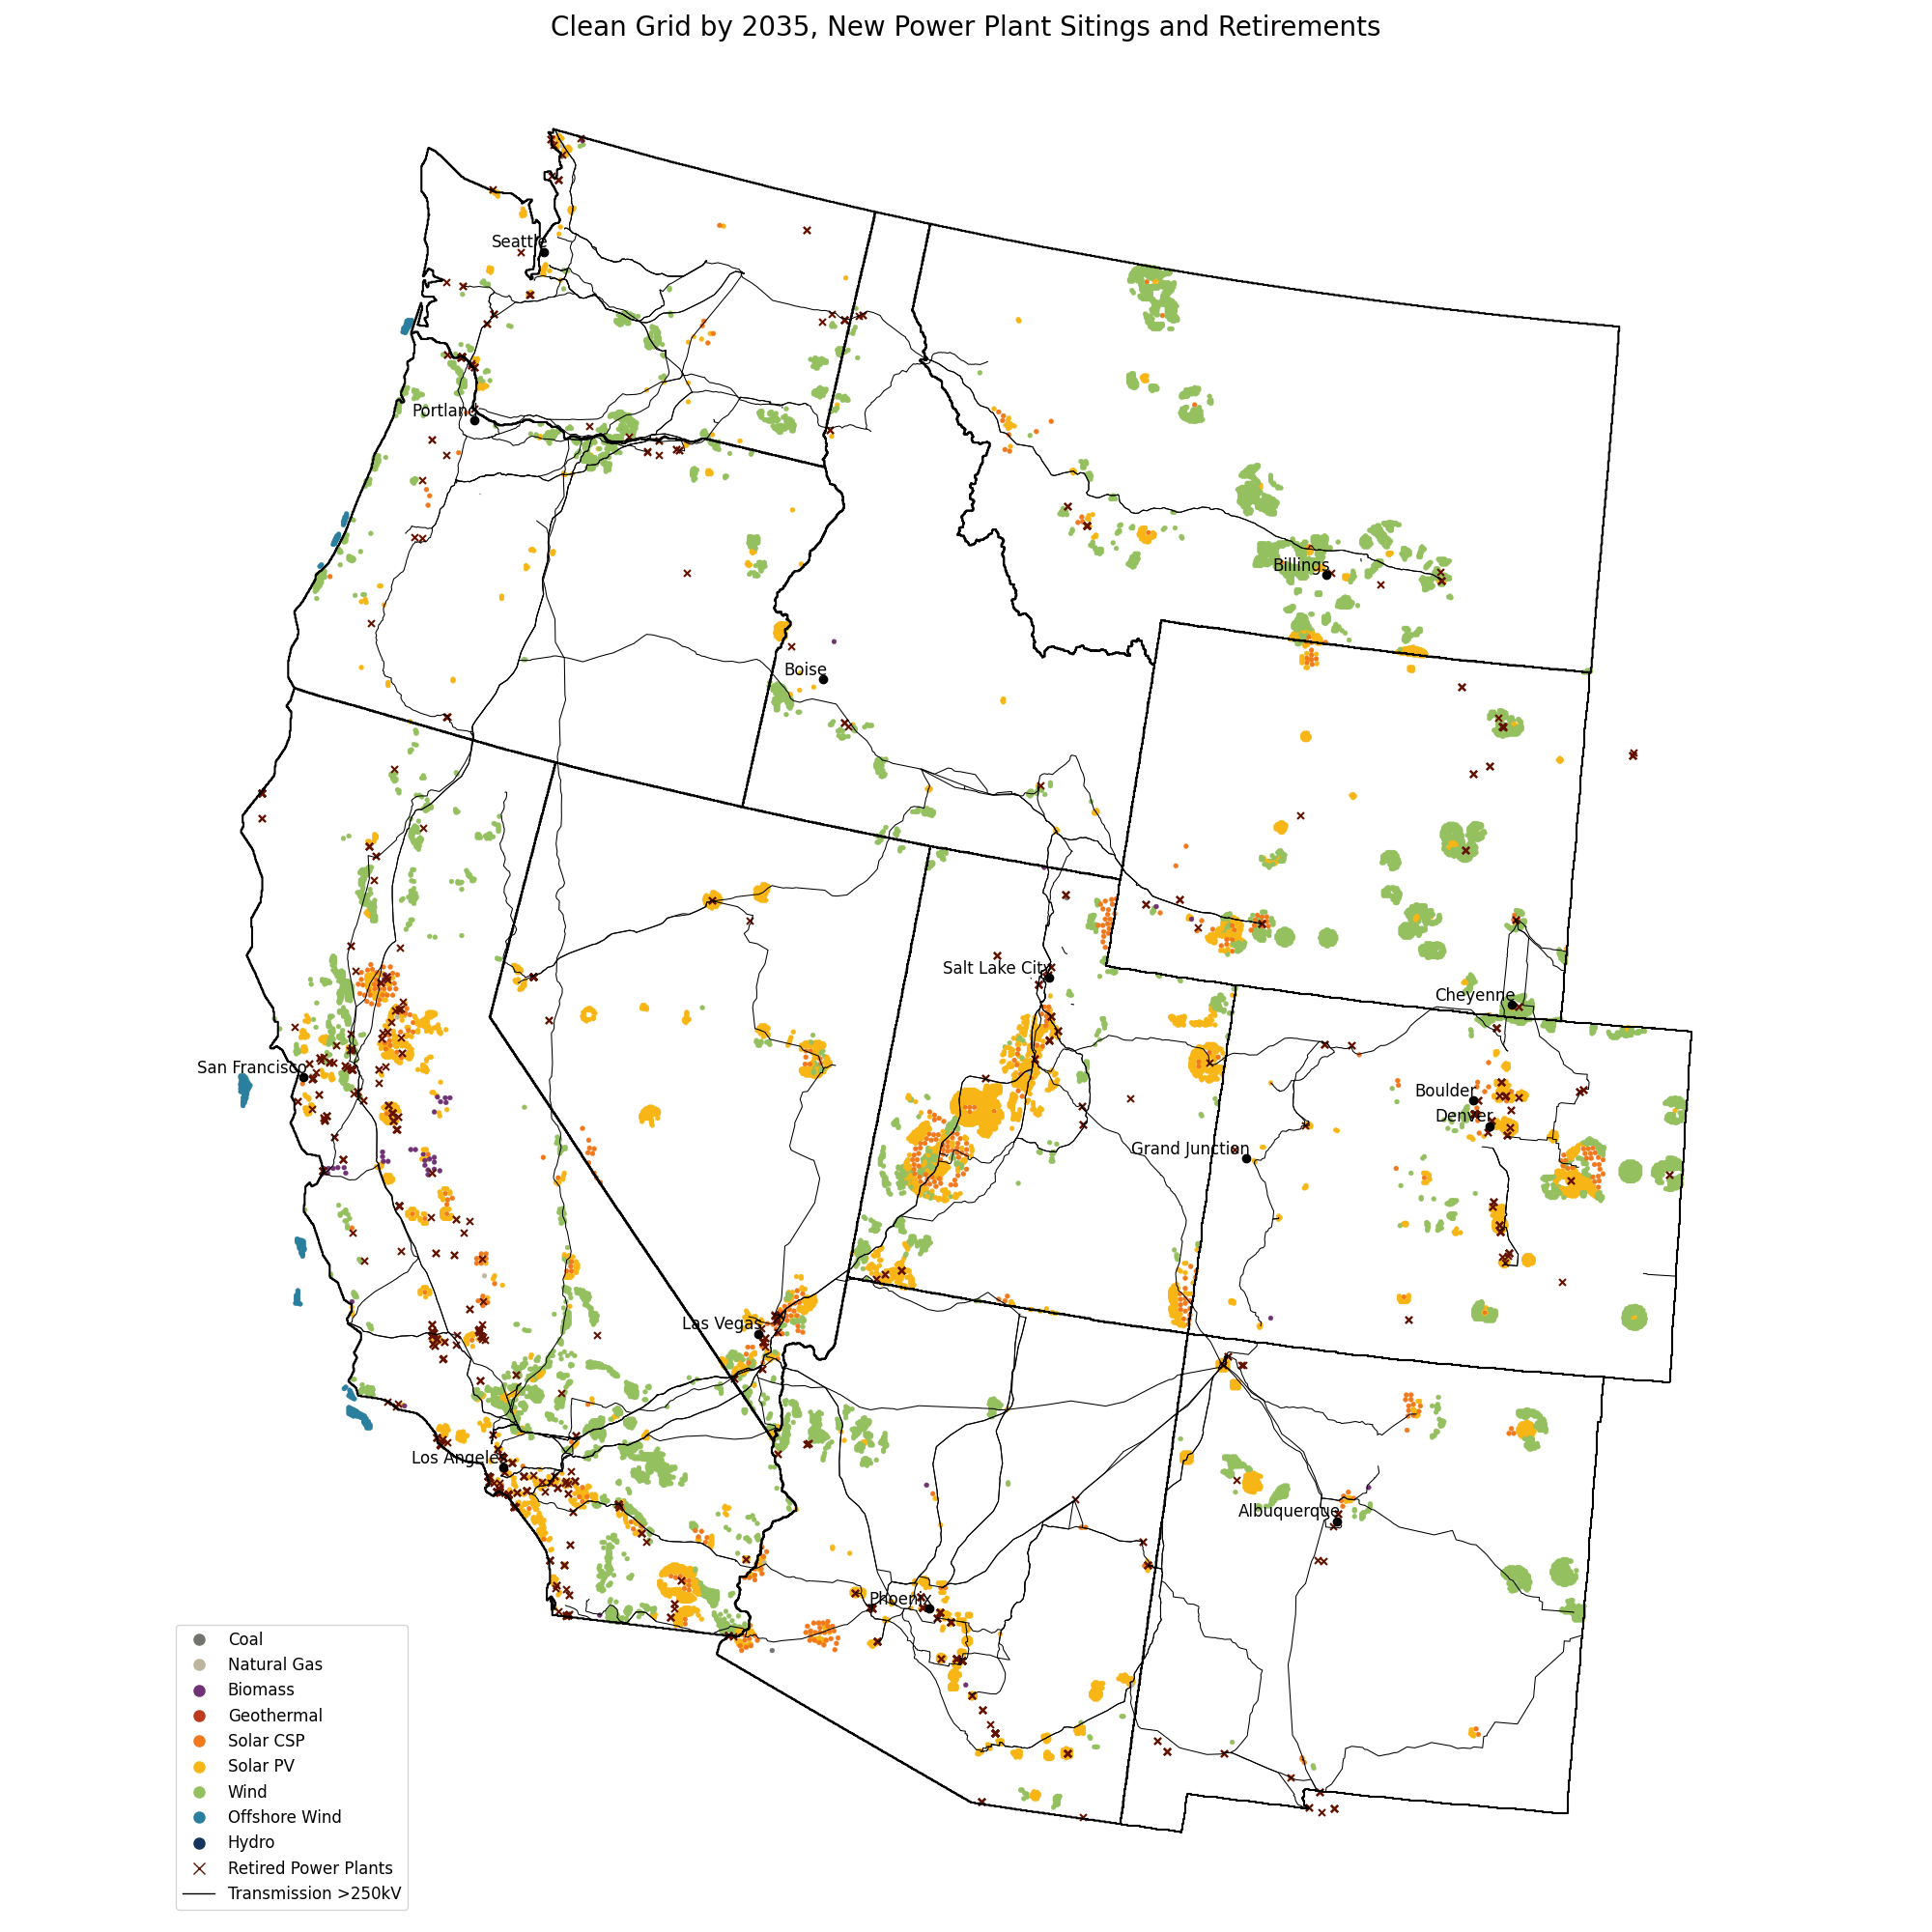 Clean Grid by 2035, New Power Plant Sitings and Retirements
Seattle
Portland
Billings
Boise
Salt Lake City
Cheyenne
San Francisco
Boulder
Denver
Grand Junction
Las Vegas
Los Angeles
Albuquerque
Phoenix
Coal
Natural Gas
Biomass
Geothermal
Solar CSP
Solar PV
Wind
Offshore Wind
Hydro
Retired Power Plants
Transmission >250kV